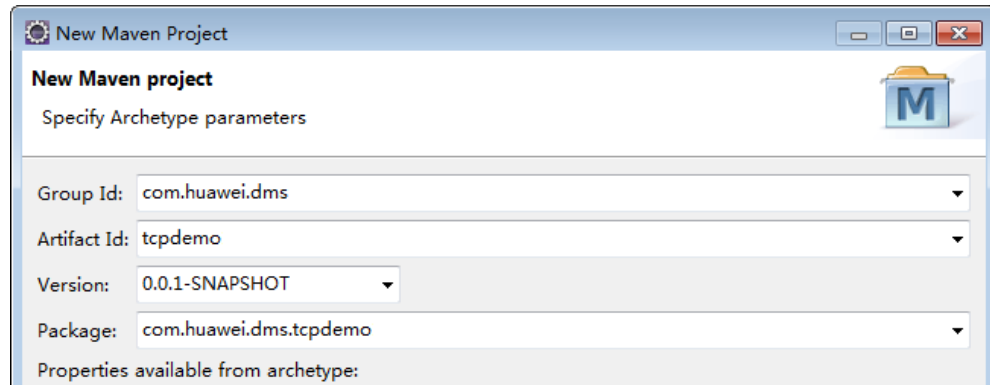 New Maven Project
New Maven project
Specify Archetype parameters
M
Group Id: com.huawei.dms
Artifact Id: tcpdemo
Version: 0.0.1-SNAPSHOT
Package: com.huawei.dms.tcpdemo
Properties available from archetype: